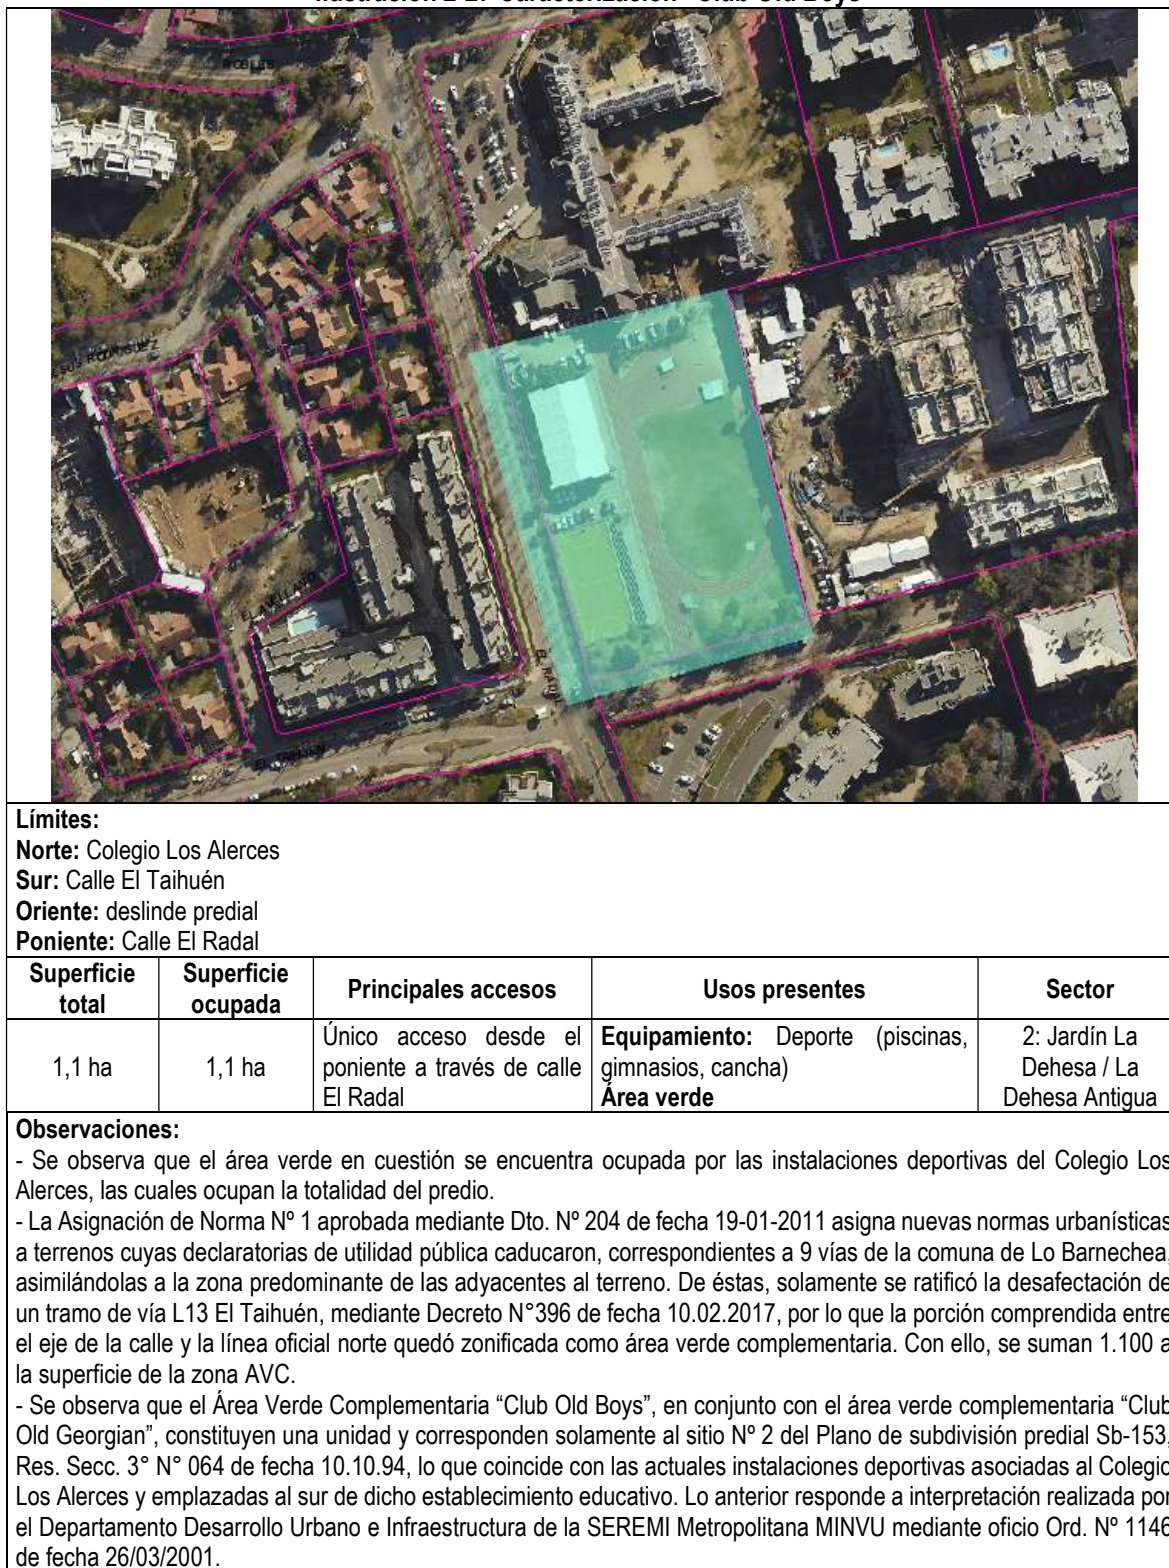 Ilustración 2-27 Caracterización "Club Old Boys"
ROBLES
EL AVELLANO
EL RADAL
EL TAIHUEN
Límites:
Norte: Colegio Los Alerces
Sur: Calle El Taihuén
Oriente: deslinde predial
Poniente: Calle El Radal
Superficie total
Superficie ocupada
Principales accesos
Usos presentes
Sector
1,1 ha
1,1 ha
Único acceso desde el
poniente a través de calle
El Radal
Equipamiento: Deporte (piscinas,
gimnasios, cancha)
Área verde
2: Jardín La
Dehesa / La
Dehesa Antigua
Observaciones:
- Se observa que el área verde en cuestión se encuentra ocupada por las instalaciones deportivas del Colegio Los
Alerces, las cuales ocupan la totalidad del predio.
- La Asignación de Norma Nº 1 aprobada mediante Dto. Nº 204 de fecha 19-01-2011 asigna nuevas normas urbanísticas
a terrenos cuyas declaratorias de utilidad pública caducaron, correspondientes a 9 vías de la comuna de Lo Barnechea,
asimilándolas a la zona predominante de las adyacentes al terreno. De éstas, solamente se ratificó la desafectación de
un tramo de vía L13 El Taihuén, mediante Decreto N°396 de fecha 10.02.2017, por lo que la porción comprendida entre
el eje de la calle y la línea oficial norte quedó zonificada como área verde complementaria. Con ello, se suman 1.100 a
la superficie de la zona AVC.
- Se observa que el Área Verde Complementaria “Club Old Boys”, en conjunto con el área verde complementaria “Club
Old Georgian”, constituyen una unidad y corresponden solamente al sitio Nº 2 del Plano de subdivisión predial Sb-153,
Res. Secc. 3° N° 064 de fecha 10.10.94, lo que coincide con las actuales instalaciones deportivas asociadas al Colegio
Los Alerces y emplazadas al sur de dicho establecimiento educativo. Lo anterior responde a interpretación realizada por
el Departamento Desarrollo Urbano e Infraestructura de la SEREMI Metropolitana MINVU mediante oficio Ord. Nº 1146
de fecha 26/03/2001.